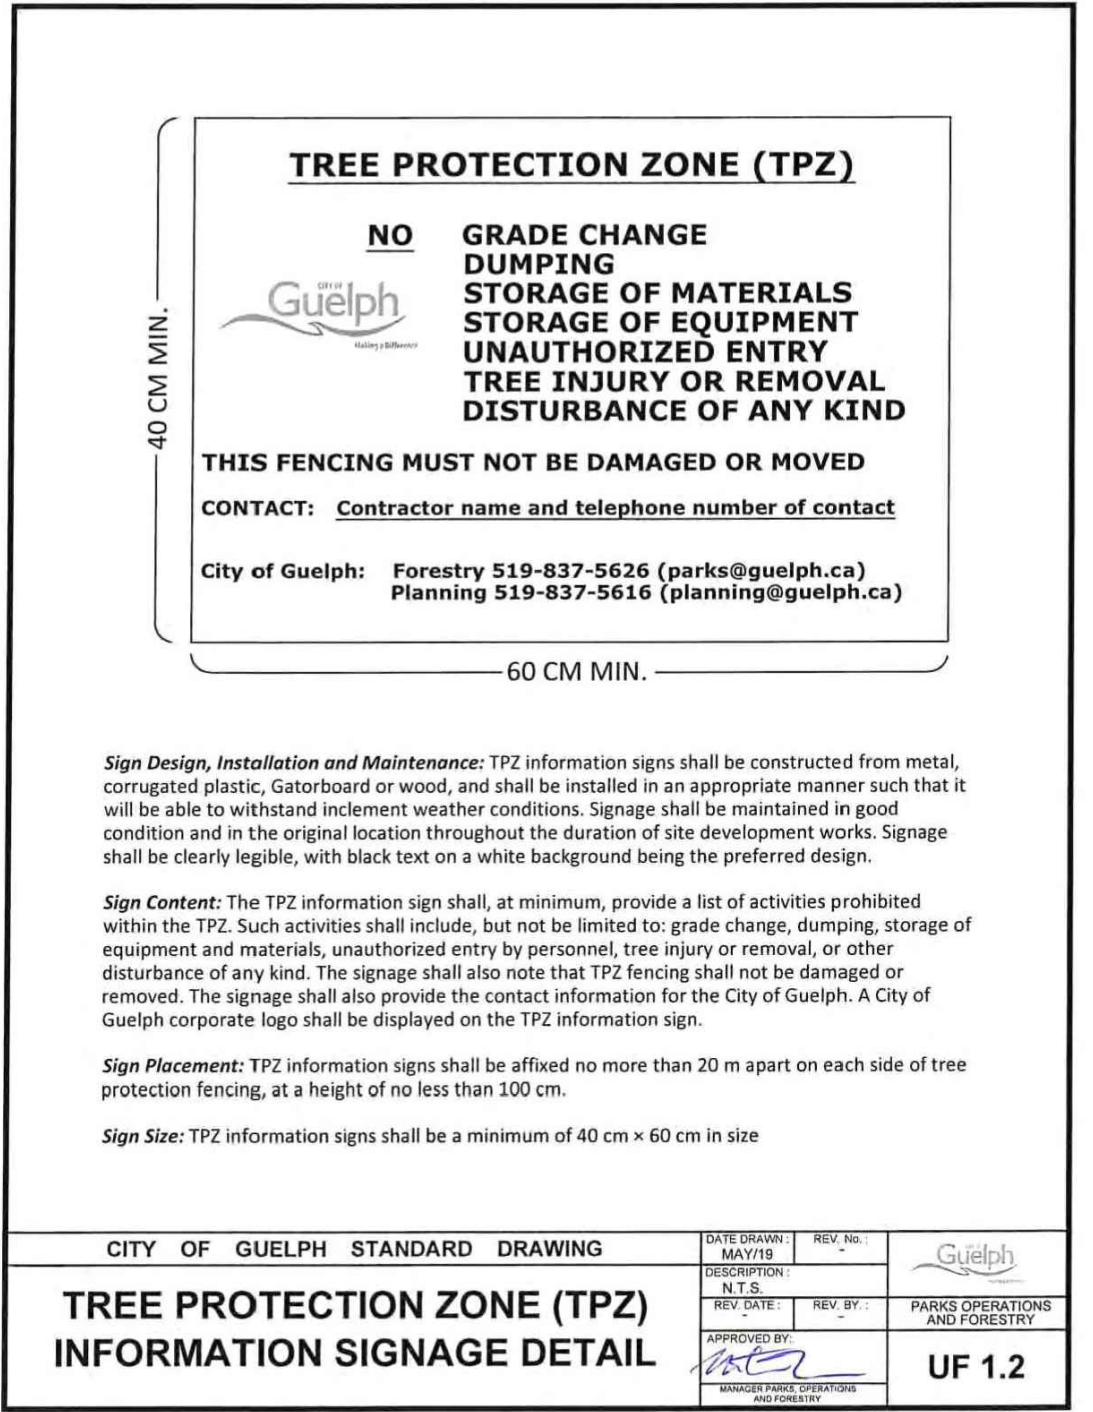 TREE PROTECTION ZONE (TPZ)
NO GRADE CHANGE
DUMPING
STORAGE OF MATERIALS
STORAGE OF EQUIPMENT
UNAUTHORIZED ENTRY
TREE INJURY OR REMOVAL
DISTURBANCE OF ANY KIND
CITY OF
Guelph
Making a Difference
THIS FENCING MUST NOT BE DAMAGED OR MOVED
CONTACT: Contractor name and telephone number of contact
City of Guelph: Forestry 519-837-5626 (parks@guelph.ca)
Planning 519-837-5616 (planning@guelph.ca)
40 CM MIN.
60 CM MIN.
Sign Design, Installation and Maintenance: TPZ information signs shall be constructed from metal,
corrugated plastic, Gatorboard or wood, and shall be installed in an appropriate manner such that it
will be able to withstand inclement weather conditions. Signage shall be maintained in good
condition and in the original location throughout the duration of site development works. Signage
shall be clearly legible, with black text on a white background being the preferred design.
Sign Content: The TPZ information sign shall, at minimum, provide a list of activities prohibited
within the TPZ. Such activities shall include, but not be limited to: grade change, dumping, storage of
equipment and materials, unauthorized entry by personnel, tree injury or removal, or other
disturbance of any kind. The signage shall also note that TPZ fencing shall not be damaged or
removed. The signage shall also provide the contact information for the City of Guelph. A City of
Guelph corporate logo shall be displayed on the TPZ information sign.
Sign Placement: TPZ information signs shall be affixed no more than 20 m apart on each side of tree
protection fencing, at a height of no less than 100 cm.
Sign Size: TPZ information signs shall be a minimum of 40 cm × 60 cm in size
CITY OF GUELPH STANDARD DRAWING
TREE PROTECTION ZONE (TPZ)
INFORMATION SIGNAGE DETAIL
DATE DRAWN :
MAY/19
REV. No. :
-
DESCRIPTION :
N.T.S.
REV. DATE :
-
REV. BY. :
-
APPROVED BY:
MANAGER PARKS, OPERATIONS
AND FORESTRY
Guelph
PARKS OPERATIONS
AND FORESTRY
UF 1.2